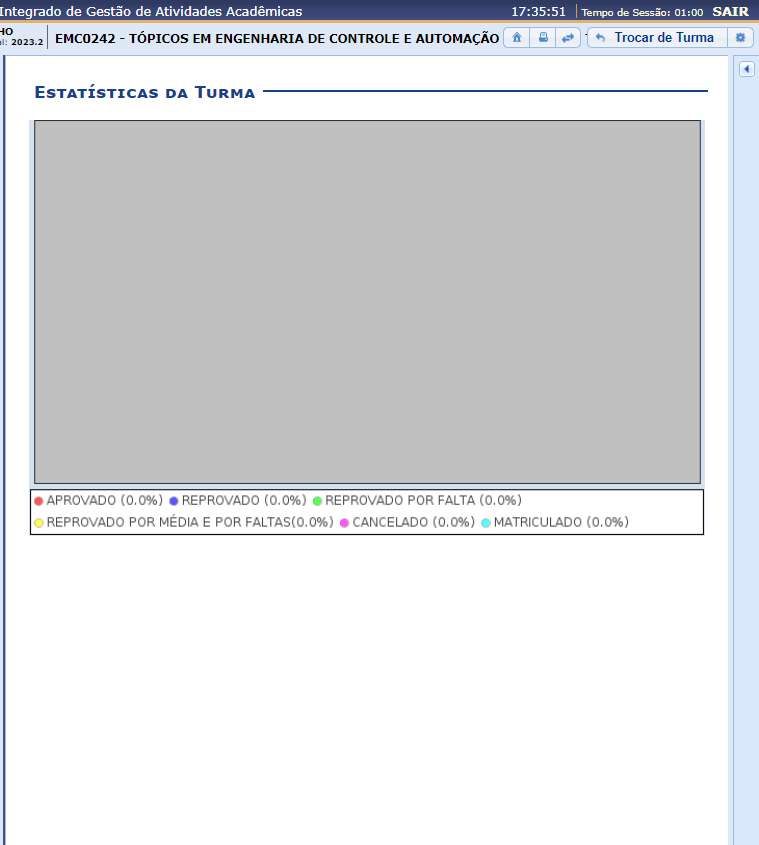 Integrado de Gestão de Atividades Acadêmicas 17:35:51 Tempo de Sessão: 01:00 SAIR
2023.2 EMC0242 - TÓPICOS EM ENGENHARIA DE CONTROLE E AUTOMAÇÃO Trocar de Turma
Estatísticas da Turma
APROVADO (0.0%) REPROVADO (0.0%) REPROVADO POR FALTA (0.0%)
REPROVADO POR MÉDIA E POR FALTAS(0.0%) CANCELADO (0.0%) MATRICULADO (0.0%)